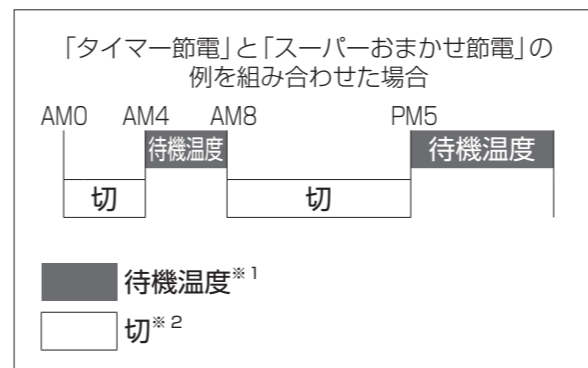 「タイマー節電」と「スーパーおまかせ節電」の
例を組み合わせた場合
AM0 AM4 AM8 PM5
待機温度 待機温度
切 切
待機温度※1
切※2